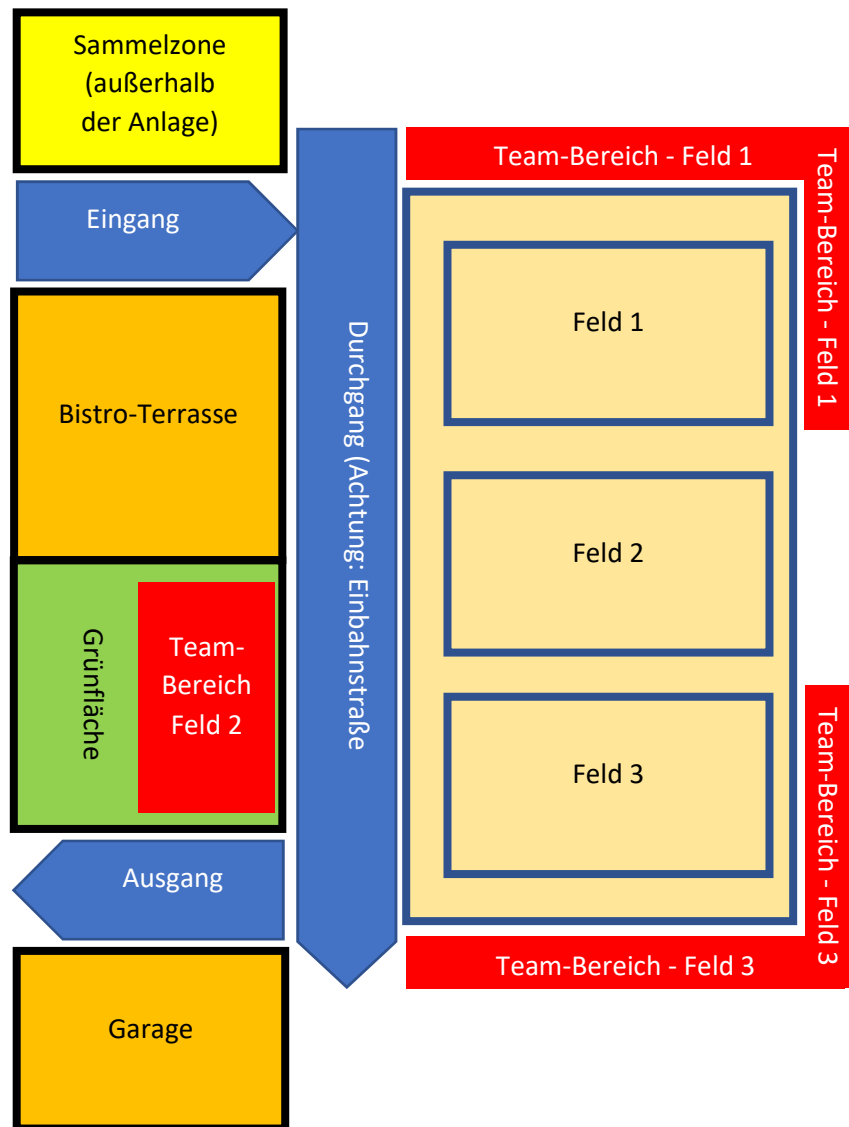 Sammelzone
(außerhalb
der Anlage)
Eingang
Bistro-Terrasse
Grünfläche
Team-
Bereich
Feld 2
Ausgang
Garage
Durchgang (Achtung: Einbahnstraße
Team-Bereich - Feld 1
Team-Bereich - Feld 1
Feld 1
Feld 2
Feld 3
Team-Bereich - Feld 3
Team-Bereich - Feld 3